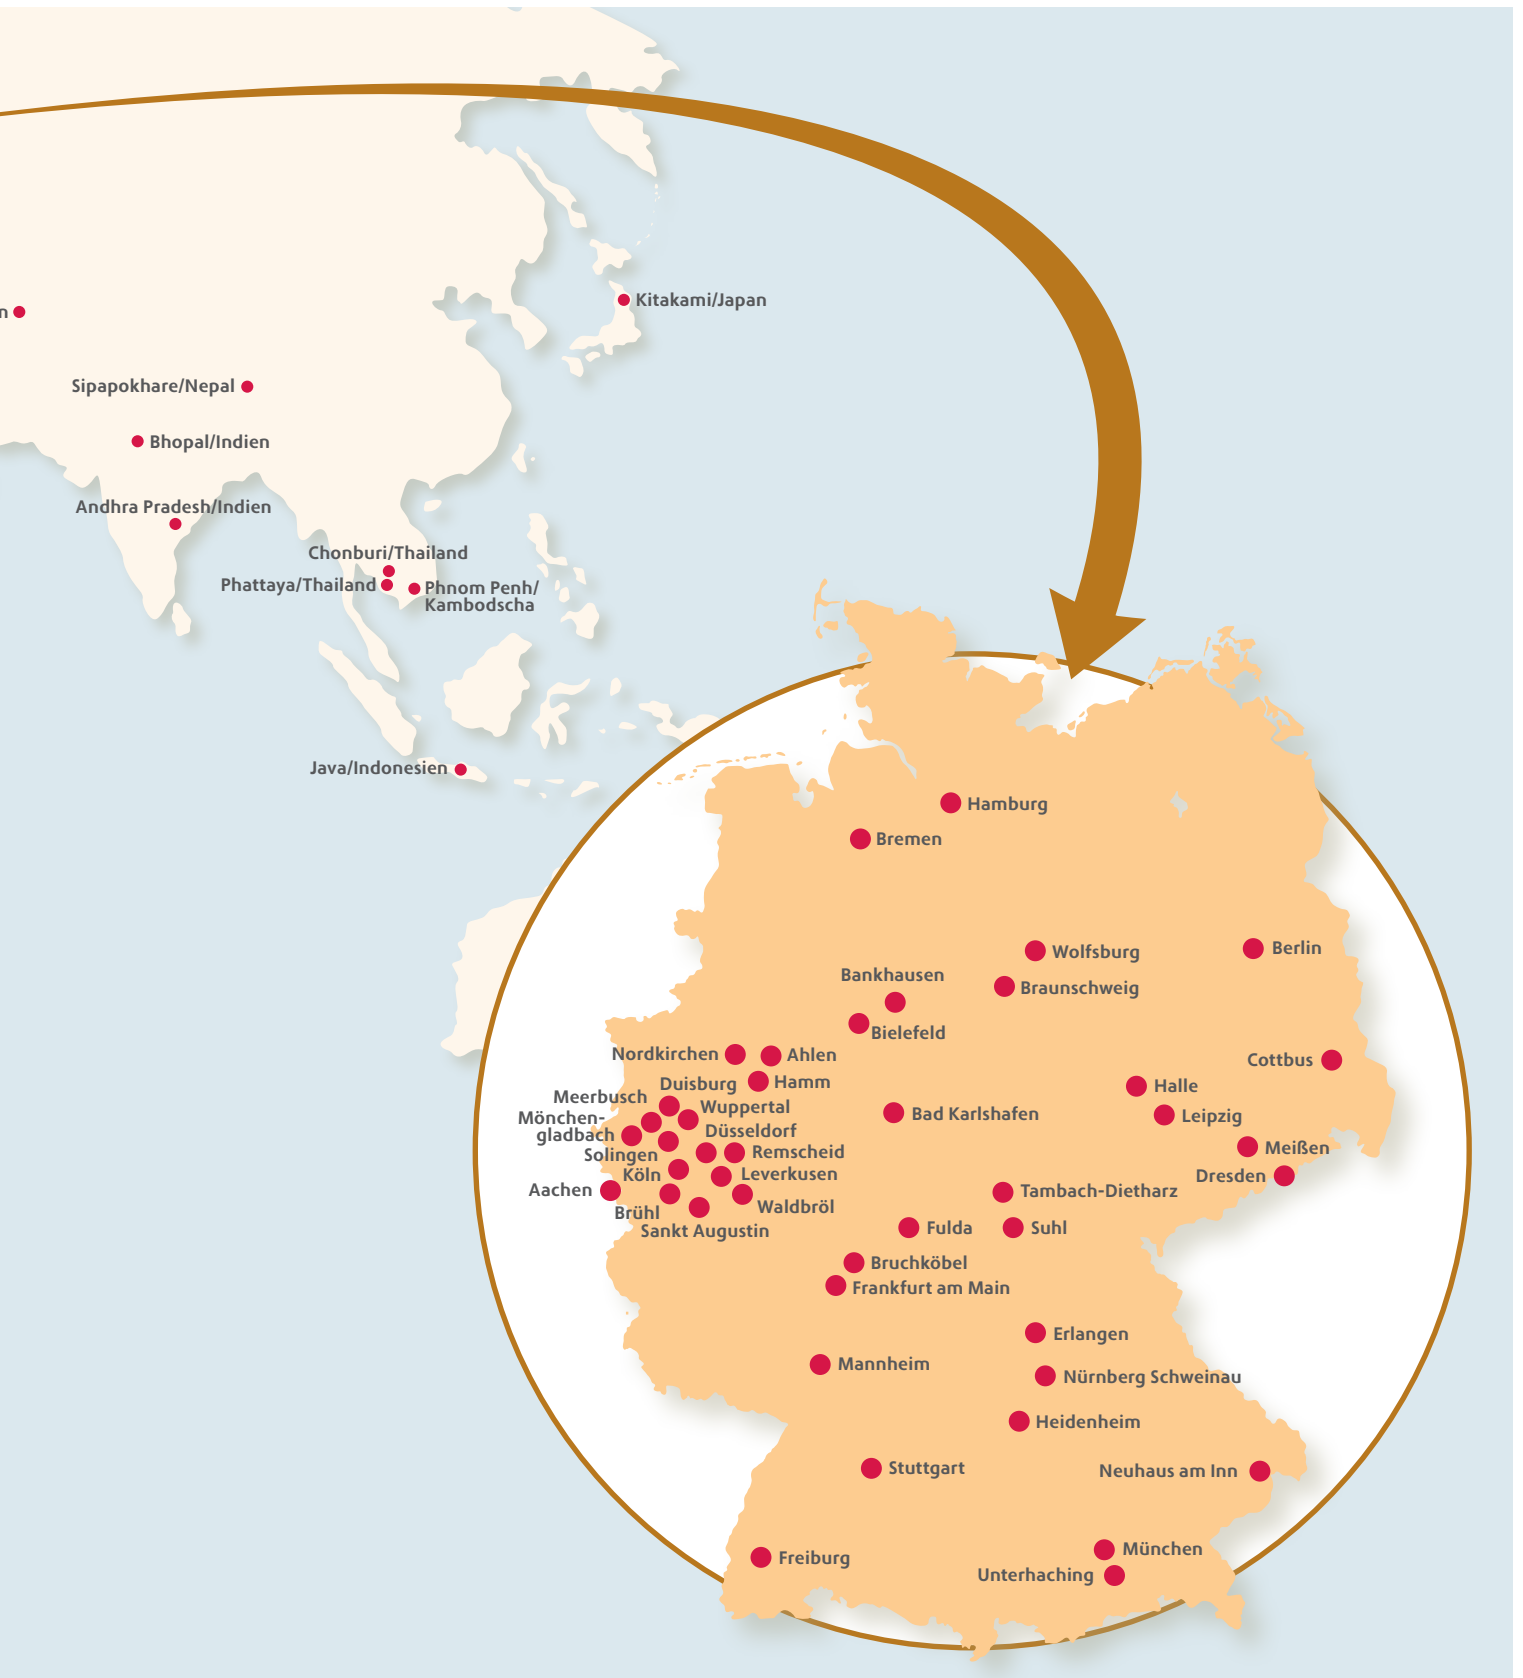 Kitakami/Japan
n
Sipapokhare/Nepal
Bhopal/Indien
Andhra Pradesh/Indien
Chonburi/Thailand
Phattaya/Thailand
Phnom Penh/
Kambodscha
Java/Indonesien
Hamburg
Bremen
Wolfsburg
Berlin
Bankhausen
Braunschweig
Bielefeld
Nordkirchen
Ahlen
Cottbus
Duisburg
Hamm
Halle
Meerbusch
Wuppertal
Bad Karlshafen
Leipzig
Mönchen-
gladbach
Düsseldorf
Meißen
Solingen
Remscheid
Köln
Leverkusen
Dresden
Aachen
Tambach-Dietharz
Brühl
Waldbröl
Sankt Augustin
Fulda
Suhl
Bruchköbel
Frankfurt am Main
Erlangen
Mannheim
Nürnberg Schweinau
Heidenheim
Stuttgart
Neuhaus am Inn
Freiburg
München
Unterhaching